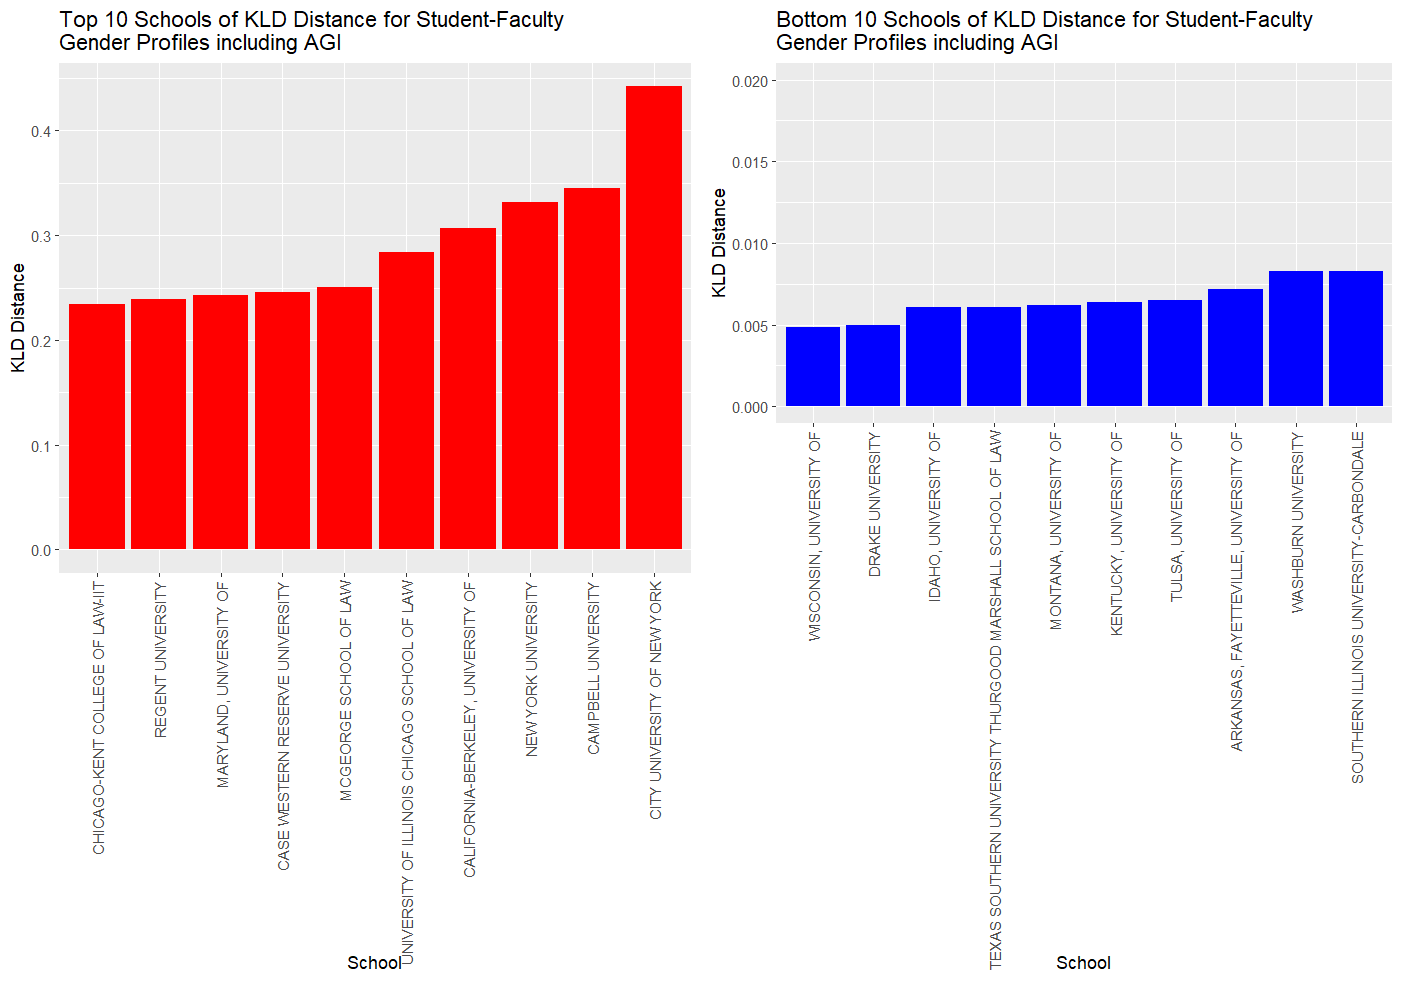 Top 10 Schools of KLD Distance for Student-Faculty
Gender Profiles including AGI
KLD Distance
0.4
0.3
0.2
0.1
0.0
CHICAGO-KENT COLLEGE OF LAW-IIT
REGENT UNIVERSITY
MARYLAND, UNIVERSITY OF
CASE WESTERN RESERVE UNIVERSITY
MCGEORGE SCHOOL OF LAW
UNIVERSITY OF ILLINOIS CHICAGO SCHOOL OF LAW
CALIFORNIA-BERKELEY, UNIVERSITY OF
NEW YORK UNIVERSITY
CAMPBELL UNIVERSITY
CITY UNIVERSITY OF NEW YORK
School
Bottom 10 Schools of KLD Distance for Student-Faculty
Gender Profiles including AGI
KLD Distance
0.020
0.015
0.010
0.005
0.000
WISCONSIN, UNIVERSITY OF
DRAKE UNIVERSITY
IDAHO, UNIVERSITY OF
TEXAS SOUTHERN UNIVERSITY THURGOOD MARSHALL SCHOOL OF LAW
MONTANA, UNIVERSITY OF
KENTUCKY, UNIVERSITY OF
TULSA, UNIVERSITY OF
ARKANSAS, FAYETTEVILLE, UNIVERSITY OF
WASHBURN UNIVERSITY
SOUTHERN ILLINOIS UNIVERSITY-CARBONDALE
School